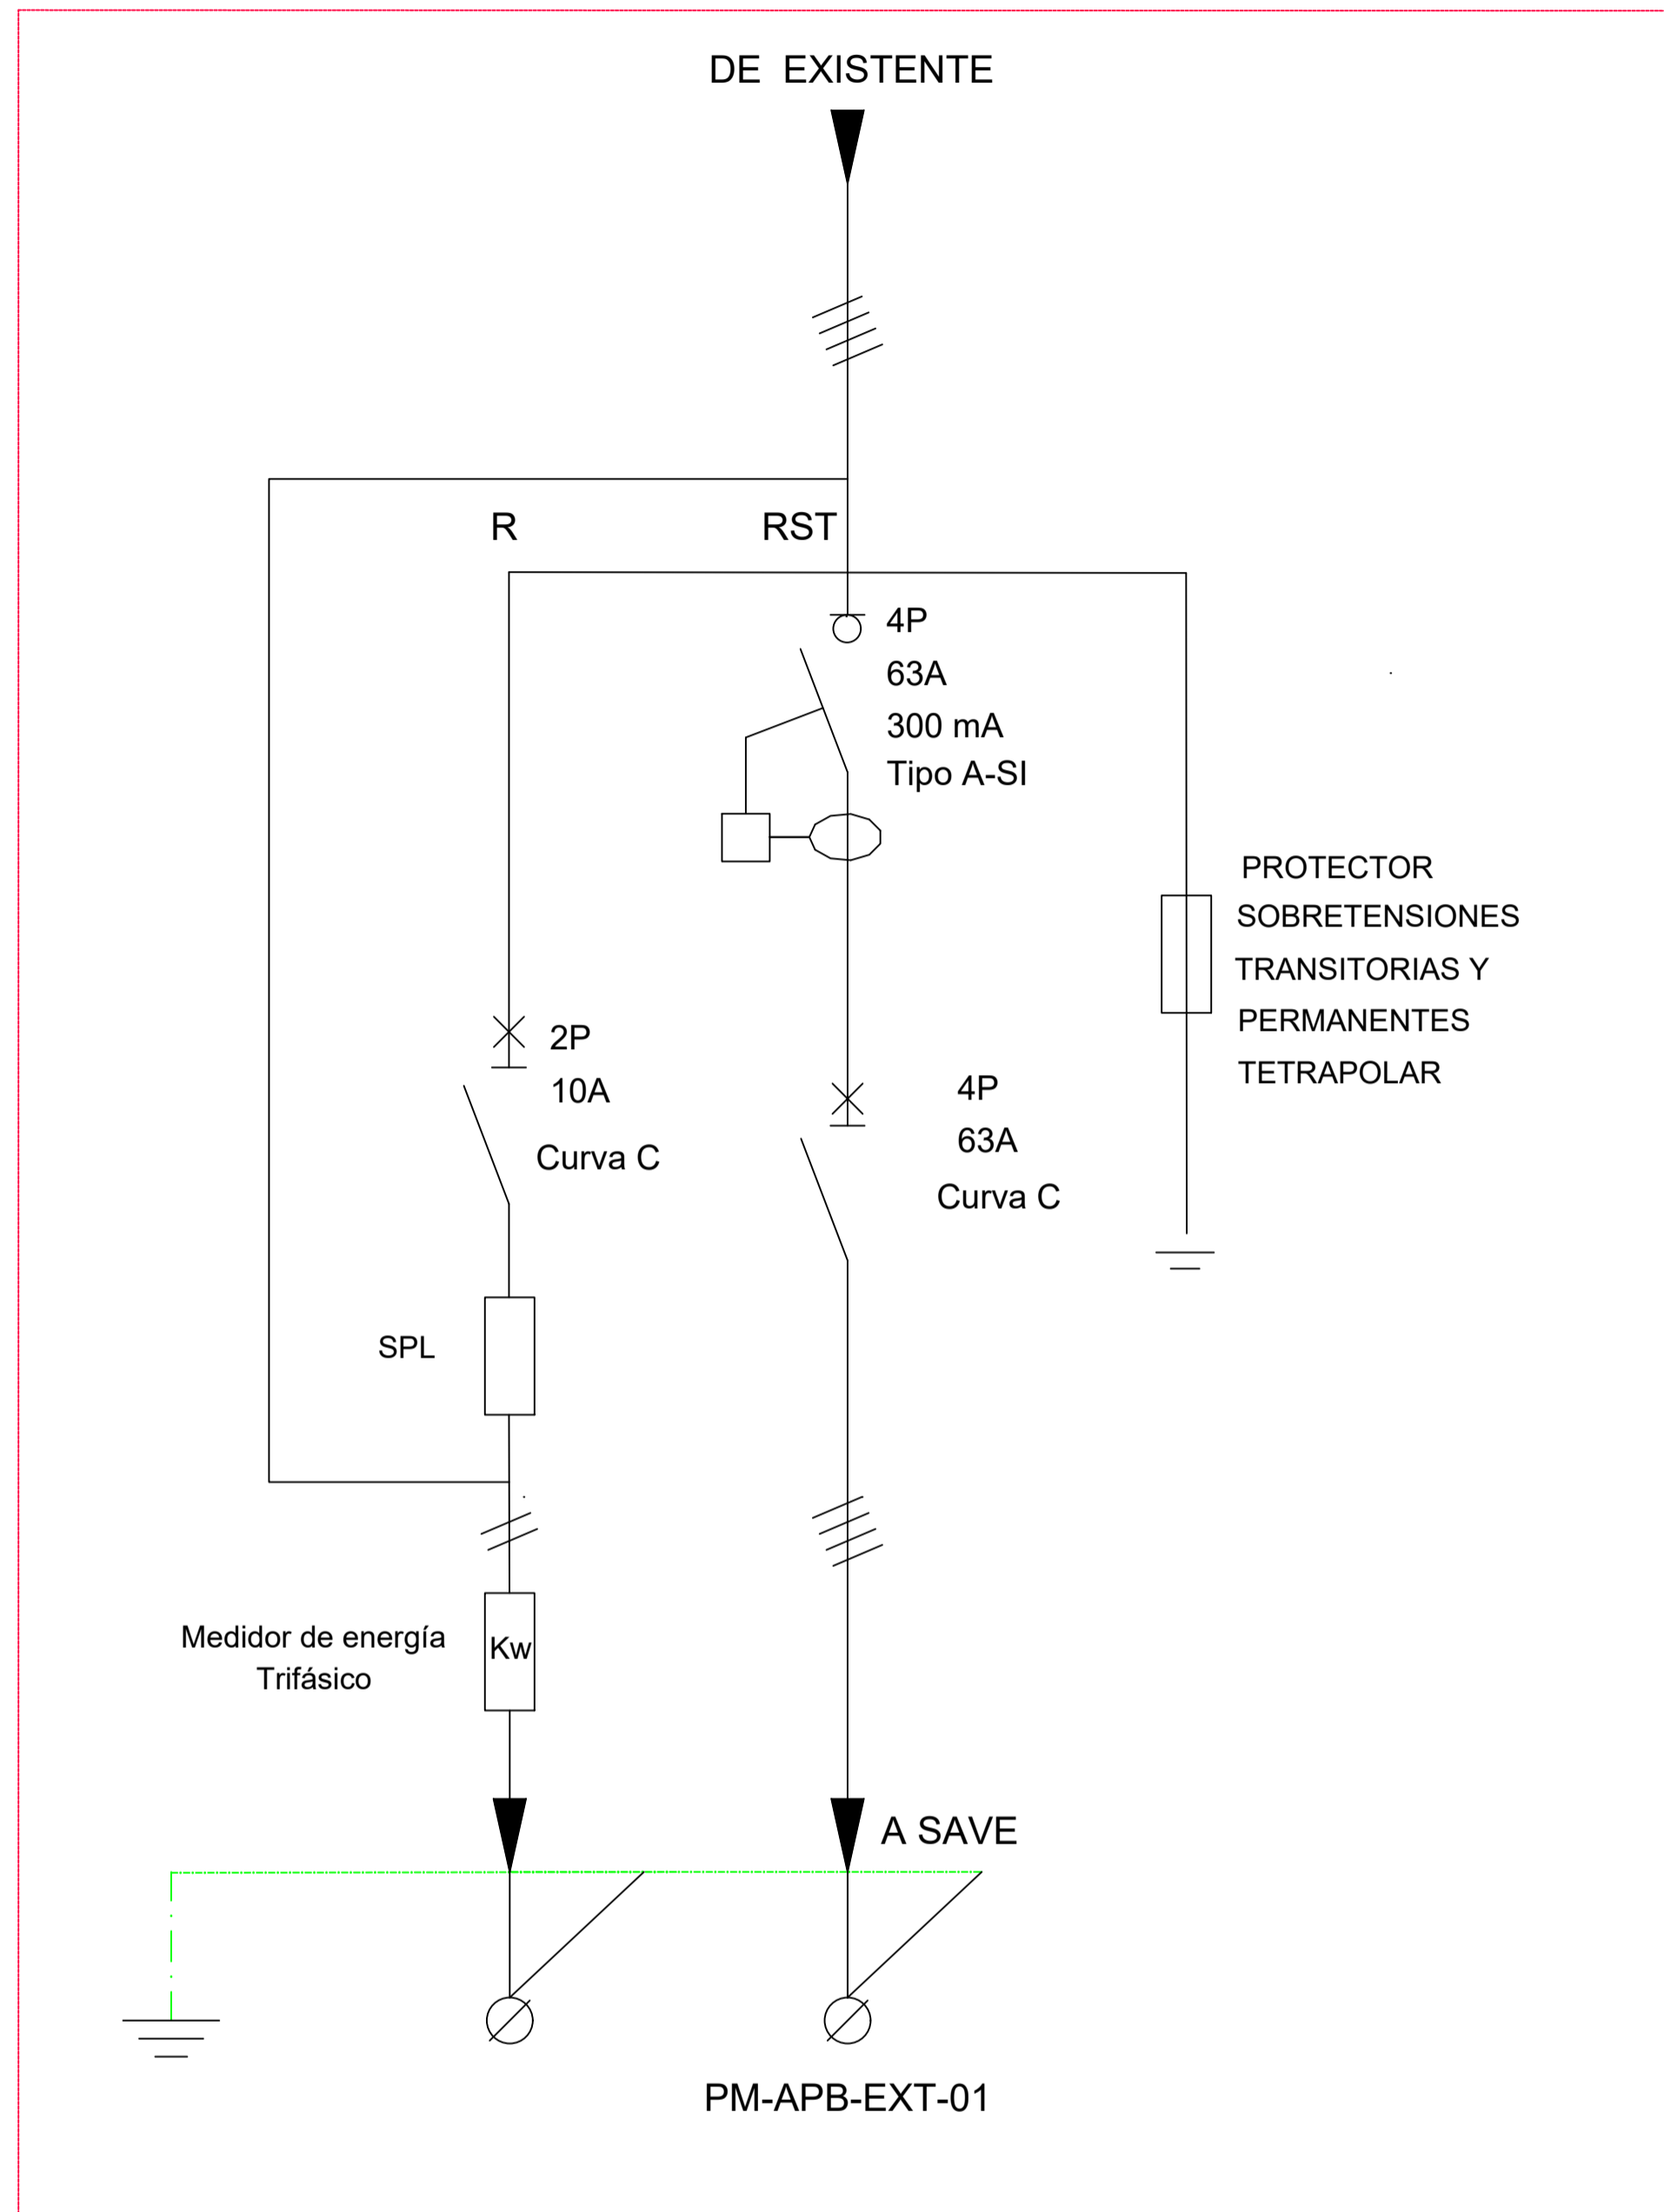 DE EXISTENTE
R
RST
4P
63A
300 mA
Tipo A-SI
PROTECTOR
SOBRETENSIONES
TRANSITORIAS Y
PERMANENTES
TETRAPOLAR
2P
10A
Curva C
4P
63A
Curva C
SPL
Medidor de energía
Trifásico
Kw
A SAVE
PM-APB-EXT-01